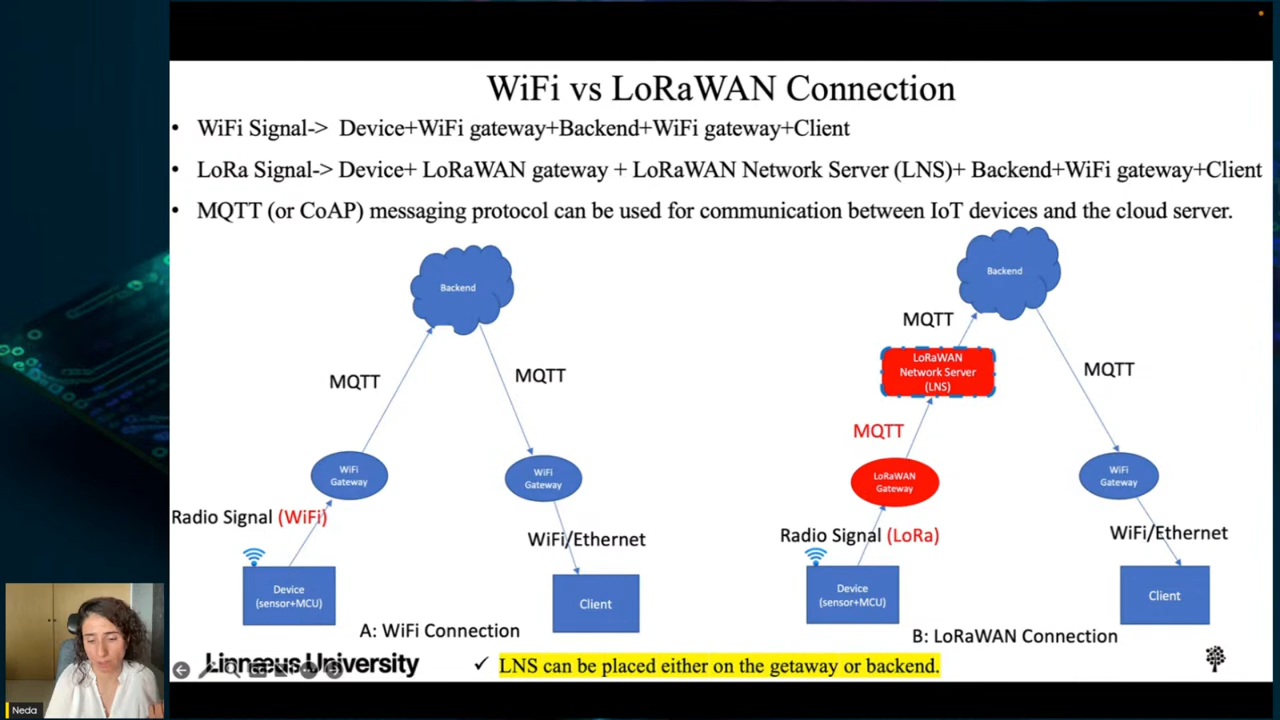 WiFi vs LoRaWAN Connection
• WiFi Signal-> Device+WiFi gateway+Backend+WiFi gateway+Client
• LoRa Signal-> Device+ LoRaWAN gateway + LoRaWAN Network Server (LNS)+ Backend+WiFi gateway+Client
• MQTT (or CoAP) messaging protocol can be used for communication between IoT devices and the cloud server.
Backend
MQTT
MQTT
WiFi
Gateway
WiFi
Gateway
Radio Signal (WiFi)
WiFi/Ethernet
Device
(sensor+MCU)
Client
A: WiFi Connection
Backend
MQTT
LoRaWAN
Network Server
(LNS)
MQTT
MQTT
LoRaWAN
Gateway
WiFi
Gateway
Radio Signal (LoRa)
WiFi/Ethernet
Device
(sensor+MCU)
Client
B: LoRaWAN Connection
Linnæus University
✓ LNS can be placed either on the getaway or backend.
Neda